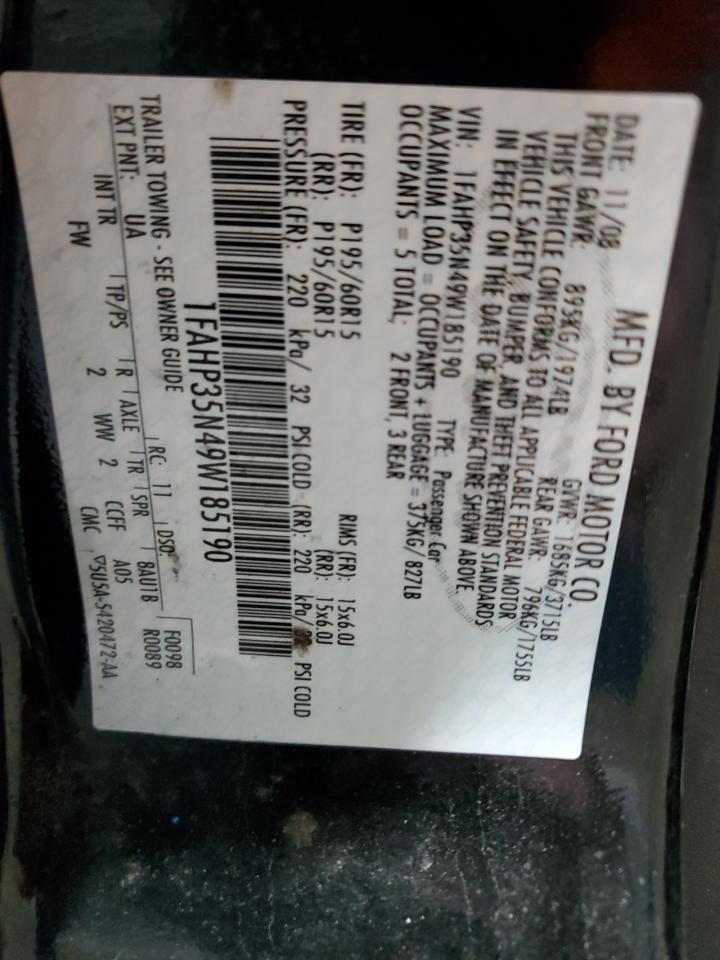 MFD. BY FORD MOTOR CO.
DATE: 11/08 GVWR: 1685KG/3715LB
FRONT GAWR: 895KG/1974LB REAR GAWR: 796KG/1755LB
THIS VEHICLE CONFORMS TO ALL APPLICABLE FEDERAL MOTOR
VEHICLE SAFETY, BUMPER, AND THEFT PREVENTION STANDARDS
IN EFFECT ON THE DATE OF MANUFACTURE SHOWN ABOVE.
VIN: 1FAHP35N49W185190 TYPE: Passenger Car
MAXIMUM LOAD = OCCUPANTS + LUGGAGE = 375KG/ 827LB
OCCUPANTS = 5 TOTAL; 2 FRONT, 3 REAR
TIRE (FR): P195/60R15 RIMS (FR): 15x6.0J
(RR): P195/60R15 (RR): 15x6.0J
PRESSURE (FR): 220 kPa/ 32 PSI COLD (RR): 220 kPa/ PSI COLD
1FAHP35N49W185190
TRAILER TOWING - SEE OWNER GUIDE
F0098
EXT PNT: UA RC: 11 DSO: R0089
INT TR TP/PS R AXLE TR SPR 8AU1B
FW 2 WW 2 CCFF A05
CMC ▽5U5A-5420472-AA